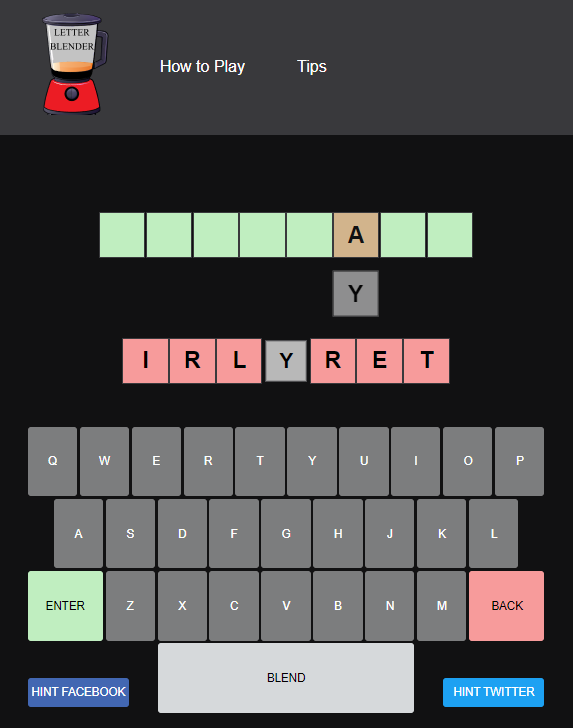 LETTER
BLENDER
How to Play Tips
A
Y
I R L Y R E T
Q W E R T Y U I O P
A S D F G H J K L
ENTER Z X C V B N M BACK
BLEND
HINT FACEBOOK HINT TWITTER